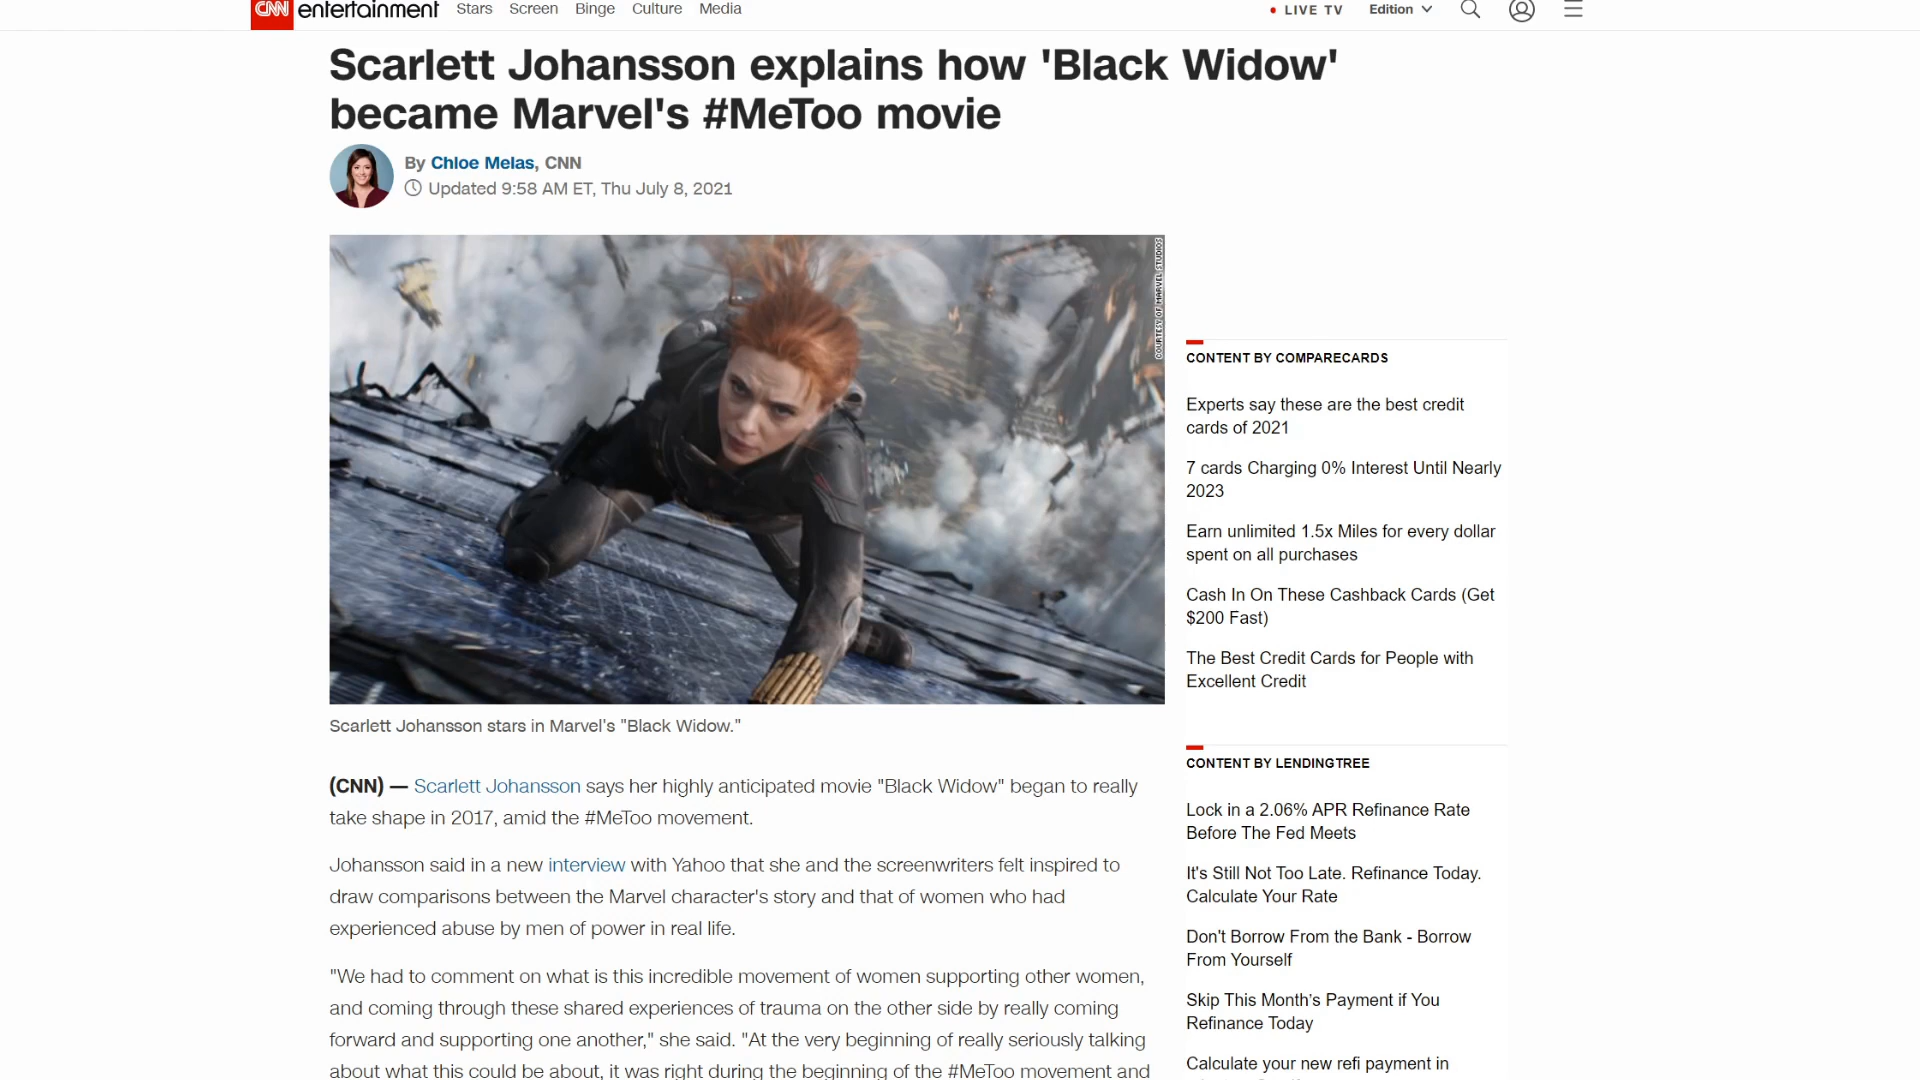 CNN entertainment Stars Screen Binge Culture Media LIVE TV Edition
Scarlett Johansson explains how 'Black Widow'
became Marvel's #MeToo movie
By Chloe Melas, CNN
Updated 9:58 AM ET, Thu July 8, 2021
COURTESY OF MARVEL STUDIOS
Scarlett Johansson stars in Marvel's "Black Widow."
(CNN) — Scarlett Johansson says her highly anticipated movie "Black Widow" began to really
take shape in 2017, amid the #MeToo movement.
Johansson said in a new interview with Yahoo that she and the screenwriters felt inspired to
draw comparisons between the Marvel character's story and that of women who had
experienced abuse by men of power in real life.
"We had to comment on what is this incredible movement of women supporting other women,
and coming through these shared experiences of trauma on the other side by really coming
forward and supporting one another," she said. "At the very beginning of really seriously talking
about what this could be about, it was right during the beginning of the #MeToo movement and
CONTENT BY COMPARECARDS
Experts say these are the best credit
cards of 2021
7 cards Charging 0% Interest Until Nearly
2023
Earn unlimited 1.5x Miles for every dollar
spent on all purchases
Cash In On These Cashback Cards (Get
$200 Fast)
The Best Credit Cards for People with
Excellent Credit
CONTENT BY LENDINGTREE
Lock in a 2.06% APR Refinance Rate
Before The Fed Meets
It's Still Not Too Late. Refinance Today.
Calculate Your Rate
Don't Borrow From the Bank - Borrow
From Yourself
Skip This Month's Payment if You
Refinance Today
Calculate your new refi payment in